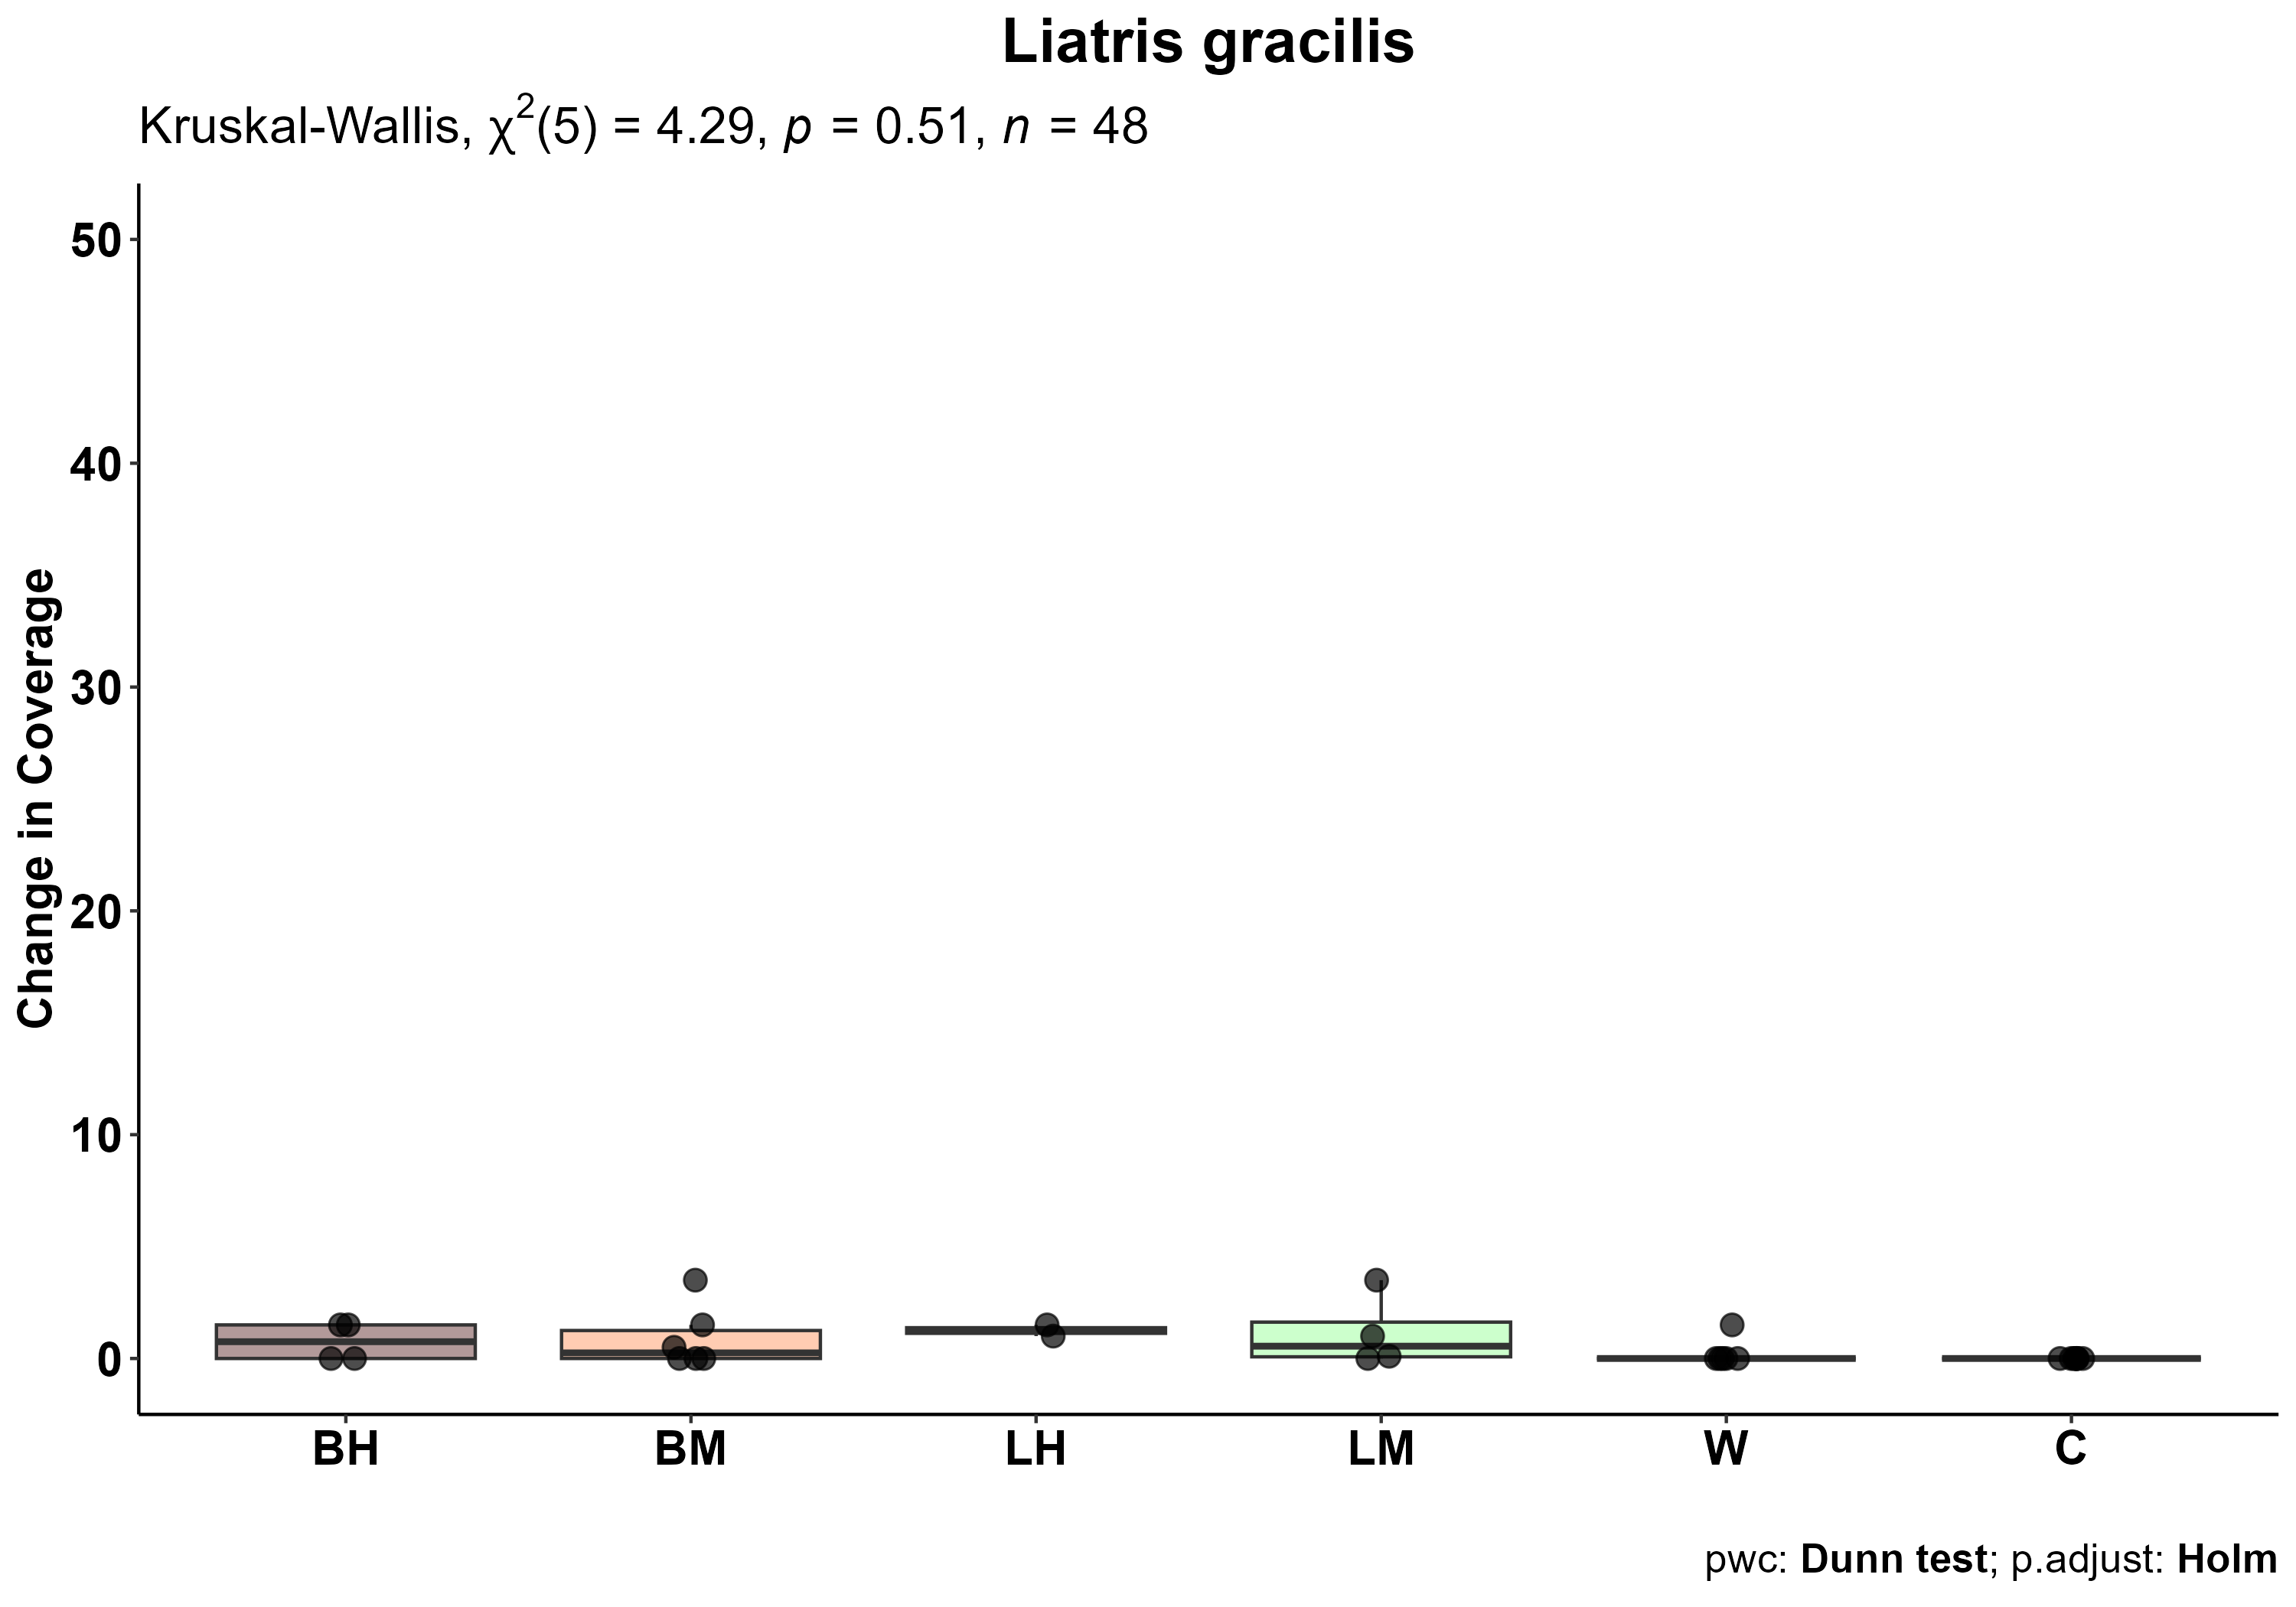 Liatris gracilis
Kruskal-Wallis, χ²(5) = 4.29, p = 0.51, n = 48
Change in Coverage
50
40
30
20
10
0
BH BM LH LM W C
pwc: Dunn test; p.adjust: Holm